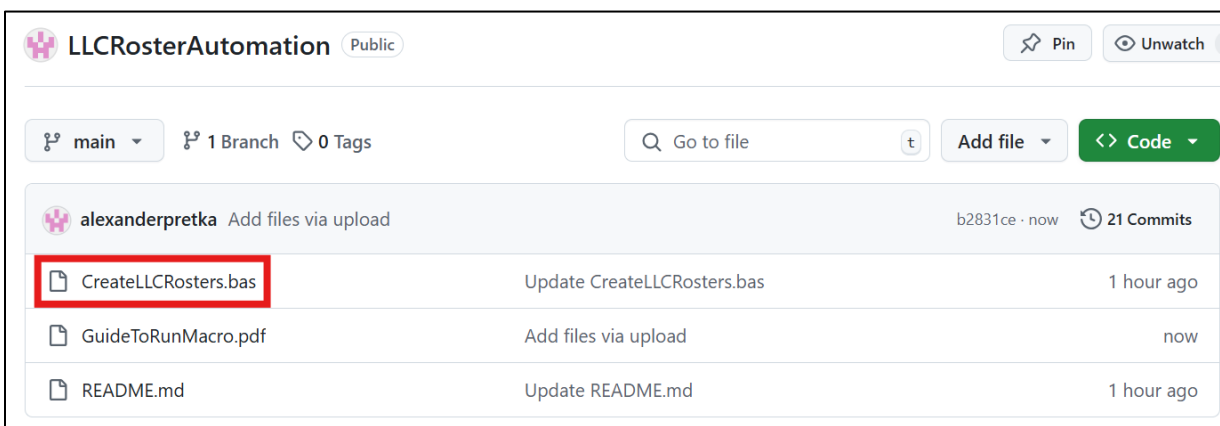 LLCRosterAutomation Public Pin Unwatch
main 1 Branch 0 Tags Go to file t Add file <> Code
alexanderpretka Add files via upload b2831ce · now 21 Commits
CreateLLCRosters.bas Update CreateLLCRosters.bas 1 hour ago
GuideToRunMacro.pdf Add files via upload now
README.md Update README.md 1 hour ago